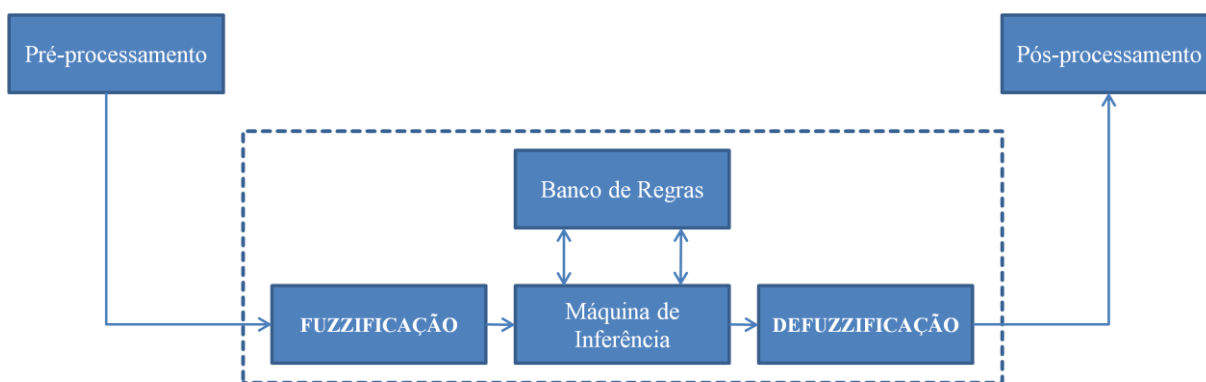 Pré-processamento
Pós-processamento
Banco de Regras
FUZZIFICAÇÃO
Máquina de
Inferência
DEFUZZIFICAÇÃO